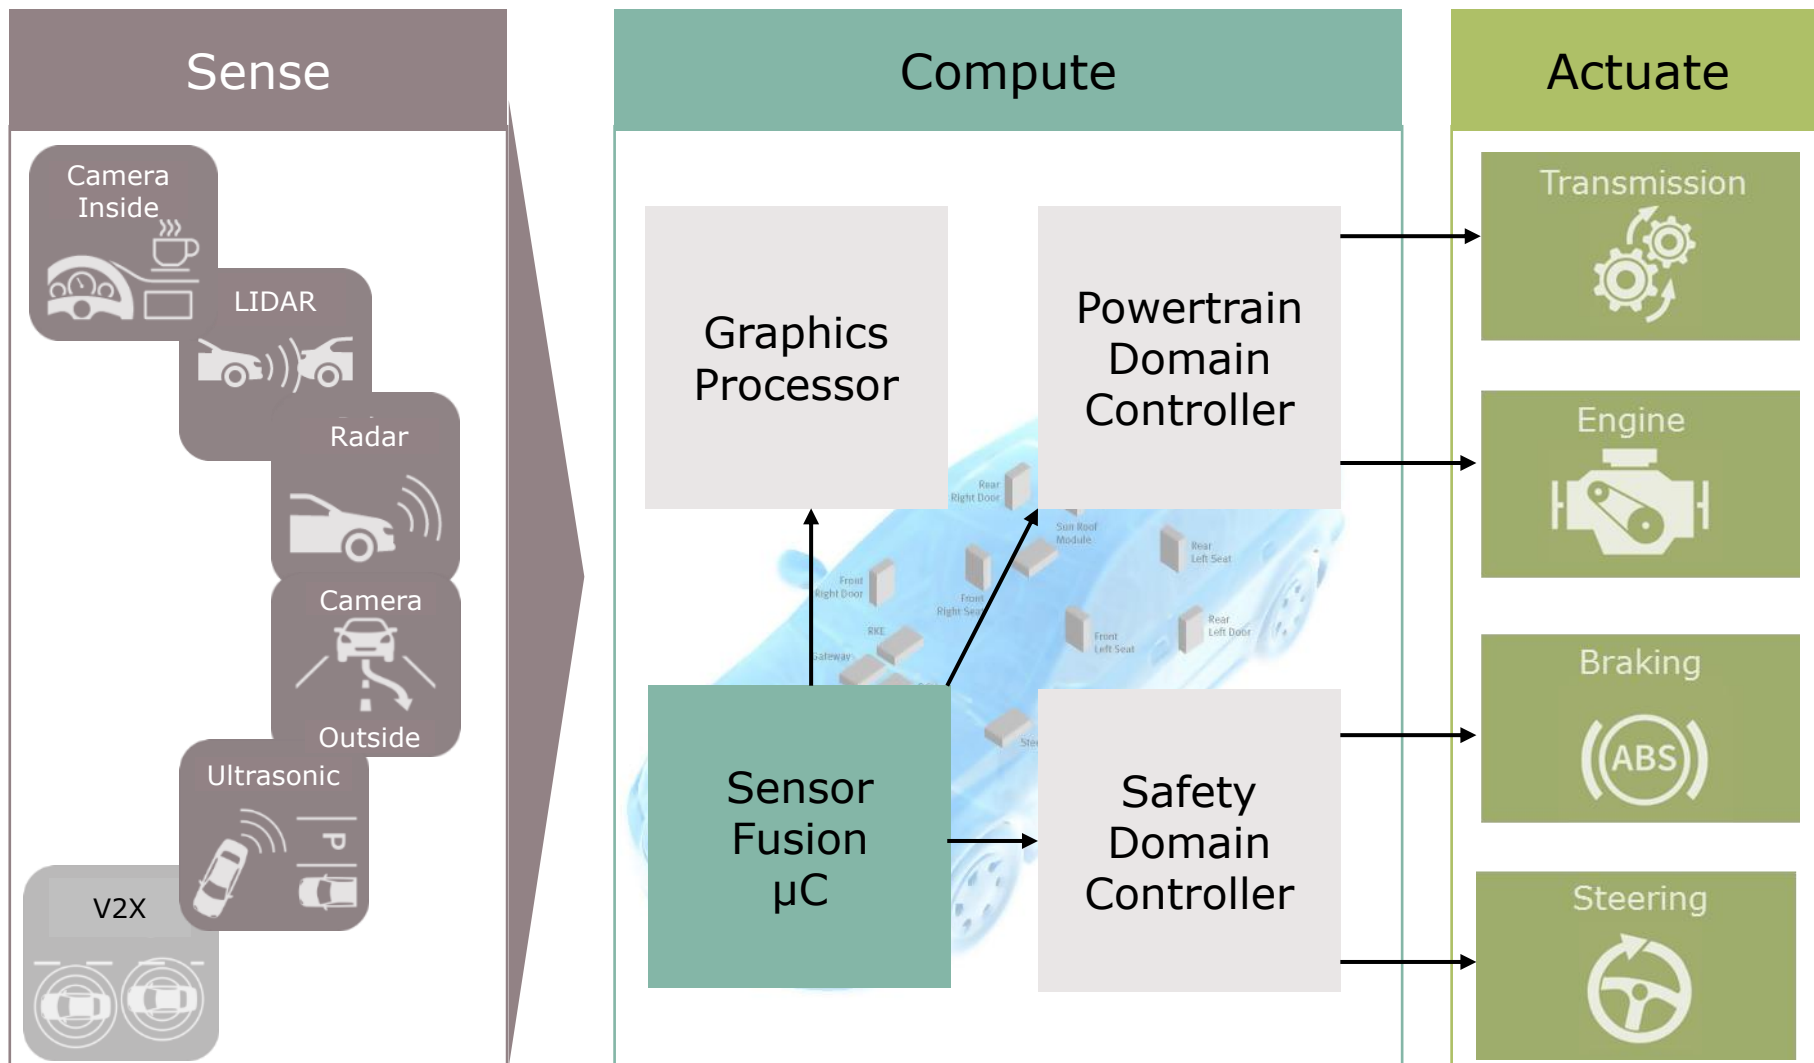 Sense
Compute
Actuate
Camera
Inside
LIDAR
Radar
Camera
Outside
Ultrasonic
P
V2X
Graphics
Processor
Powertrain
Domain
Controller
Sensor
Fusion
µC
Safety
Domain
Controller
Rear
Right Door
Sun Roof
Module
Rear
Left Seat
Front
Right Door
Front
Right Seat
RKE
Gateway
Front
Left Seat
Rear
Left Door
Transmission
Engine
Braking
ABS
Steering